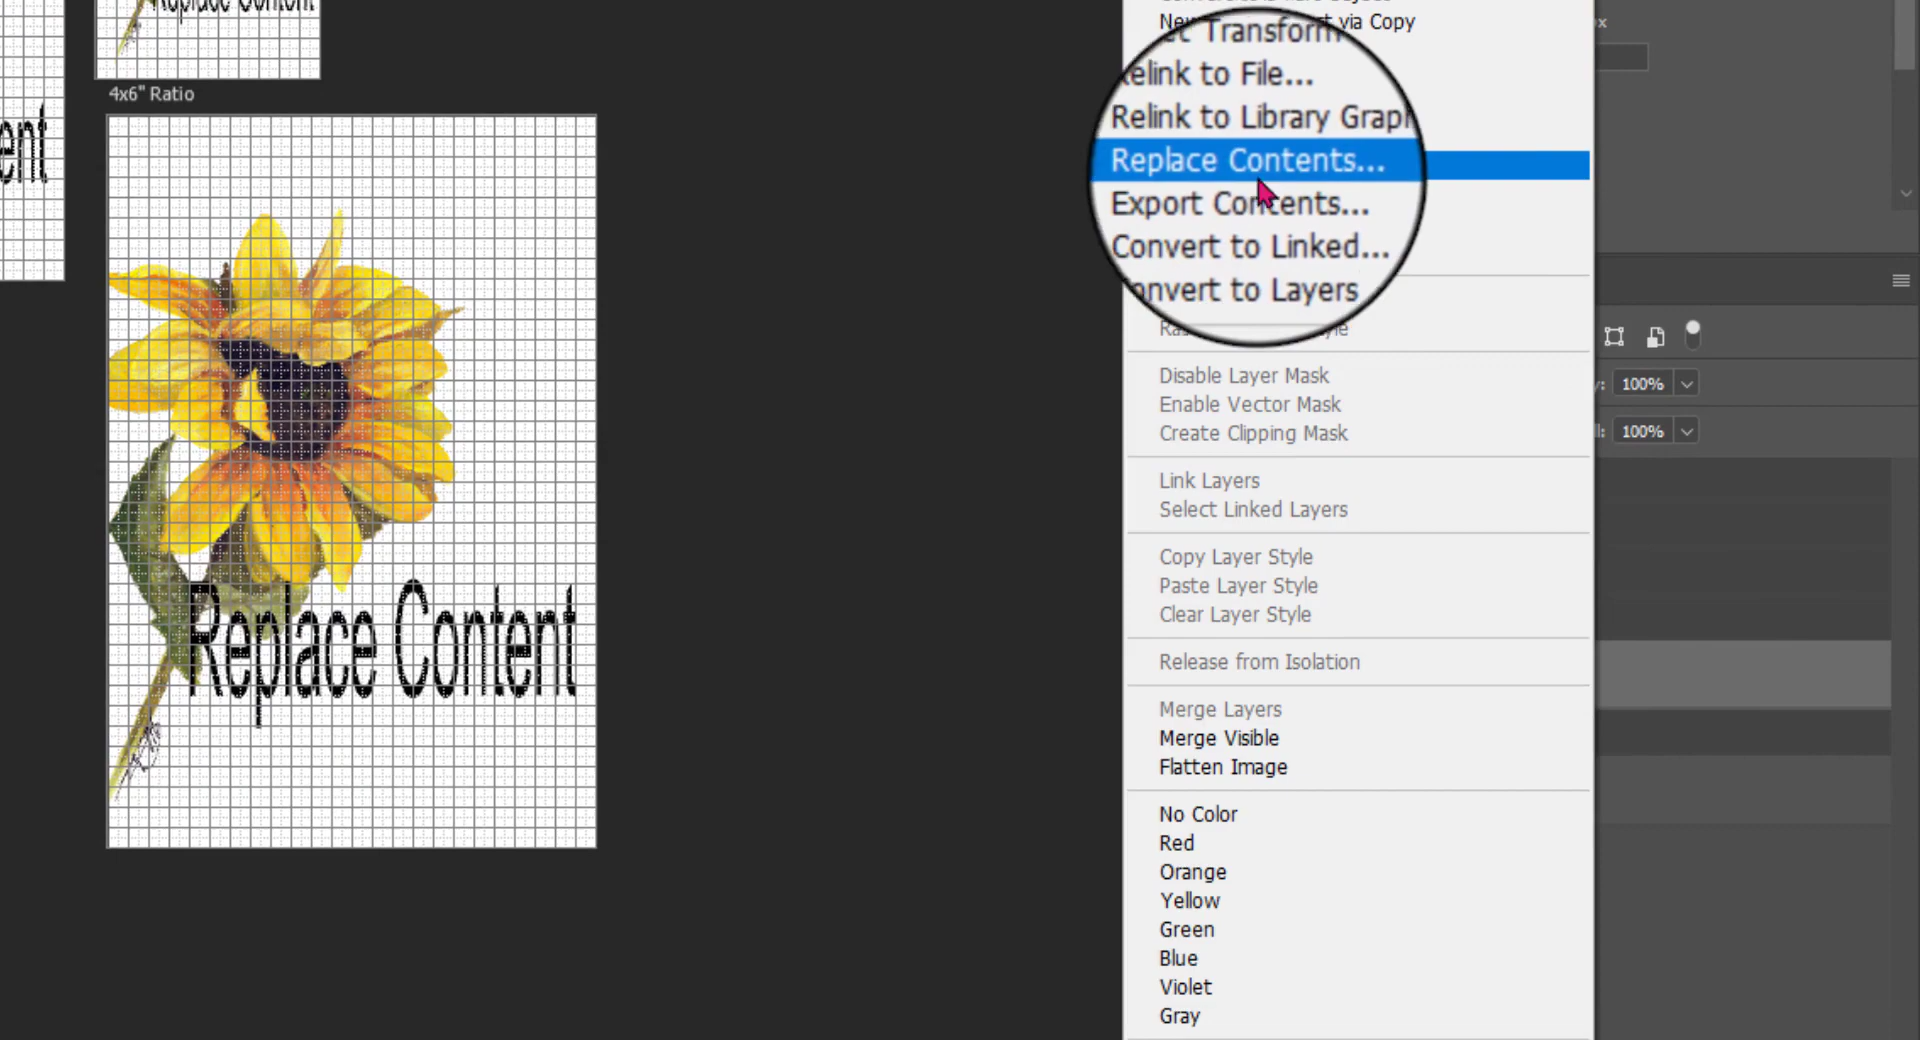 Replace Content
4x6" Ratio
ent
Replace Content
via Copy
Transform
Relink to File...
Relink to Library Graph
Replace Contents...
Export Contents...
Convert to Linked...
Convert to Layers
Disable Layer Mask
Enable Vector Mask
Create Clipping Mask
Link Layers
Select Linked Layers
Copy Layer Style
Paste Layer Style
Clear Layer Style
Release from Isolation
Merge Layers
Merge Visible
Flatten Image
No Color
Red
Orange
Yellow
Green
Blue
Violet
Gray
100%
100%